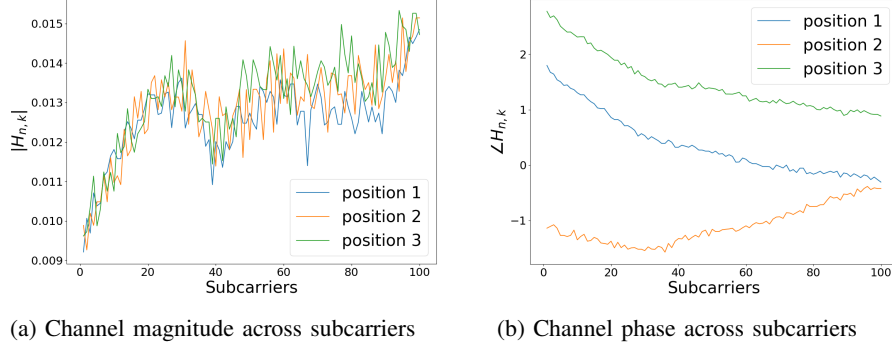 0.015
0.014
0.013
0.012
0.011
0.010
0.009
|H_{n,k}|
0 20 40 60 80 100
Subcarriers
position 1
position 2
position 3
(a) Channel magnitude across subcarriers
2
1
0
−1
∠H_{n,k}
0 20 40 60 80 100
Subcarriers
position 1
position 2
position 3
(b) Channel phase across subcarriers